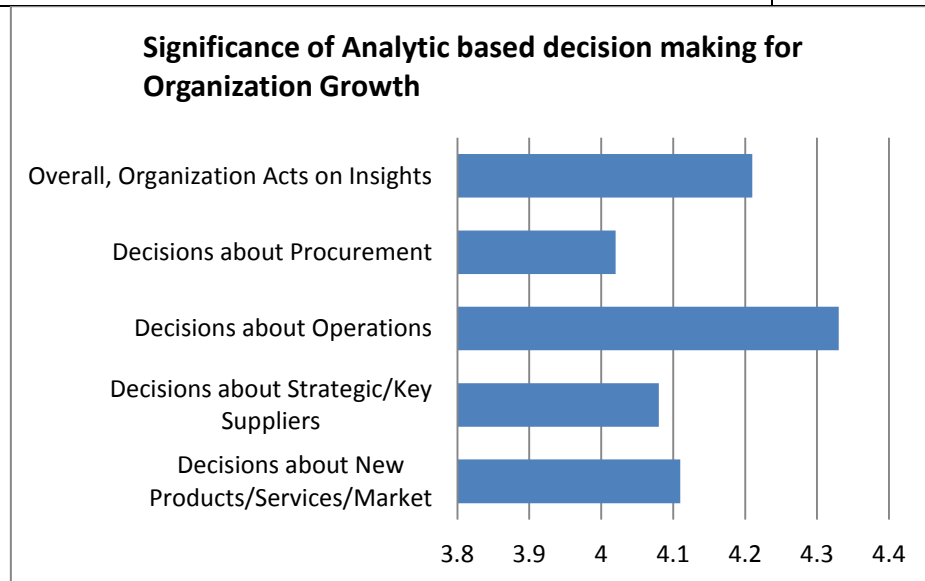 Significance of Analytic based decision making for
Organization Growth
Overall, Organization Acts on Insights
Decisions about Procurement
Decisions about Operations
Decisions about Strategic/Key
Suppliers
Decisions about New
Products/Services/Market
3.8 3.9 4 4.1 4.2 4.3 4.4